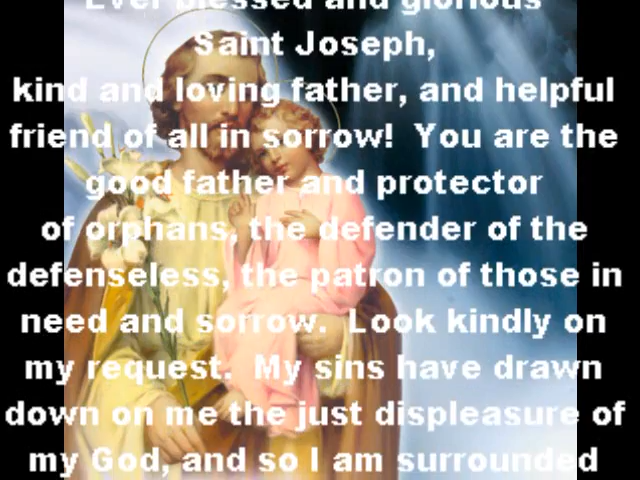 Ever blessed and glorious
Saint Joseph,
kind and loving father, and helpful
friend of all in sorrow! You are the
good father and protector
of orphans, the defender of the
defenseless, the patron of those in
need and sorrow. Look kindly on
my request. My sins have drawn
down on me the just displeasure of
my God, and so I am surrounded